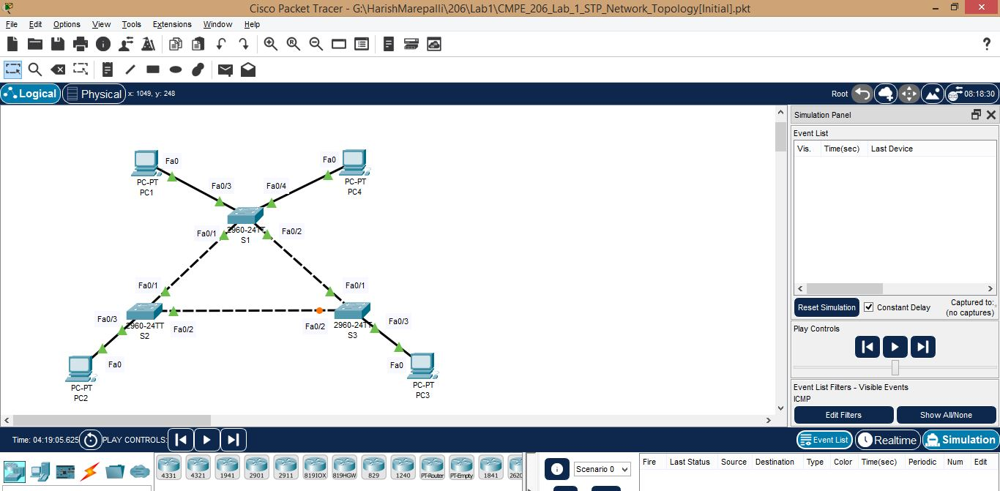 Cisco Packet Tracer - G:\HarishMarepalli\206\Lab1\CMPE_206_Lab_1_STP_Network_Topology[Initial].pkt
File Edit Options View Tools Extensions Window Help
Logical Physical x: 1049, y: 248 Root 08:18:30
Simulation Panel
Event List
Vis. Time(sec) Last Device
Fa0 Fa0
PC-PT PC-PT
PC1 PC4
Fa0/3 Fa0/4
2960-24TT
S1
Fa0/1 Fa0/2
Fa0/1 Fa0/1
2960-24TT 2960-24TT
S2 S3
Fa0/3 Fa0/2 Fa0/2 Fa0/3
Fa0 Fa0
PC-PT PC-PT
PC2 PC3
Reset Simulation Constant Delay Captured to:
(no captures)
Play Controls
Event List Filters - Visible Events
ICMP
Edit Filters Show All/None
Time: 04:19:05.625 PLAY CONTROLS: Event List Realtime Simulation
4331 4321 1941 2901 2911 819IOX 819HGW 829 1240 PT-Router PT-Empty 1841 2620
Scenario 0
Fire Last Status Source Destination Type Color Time(sec) Periodic Num Edit